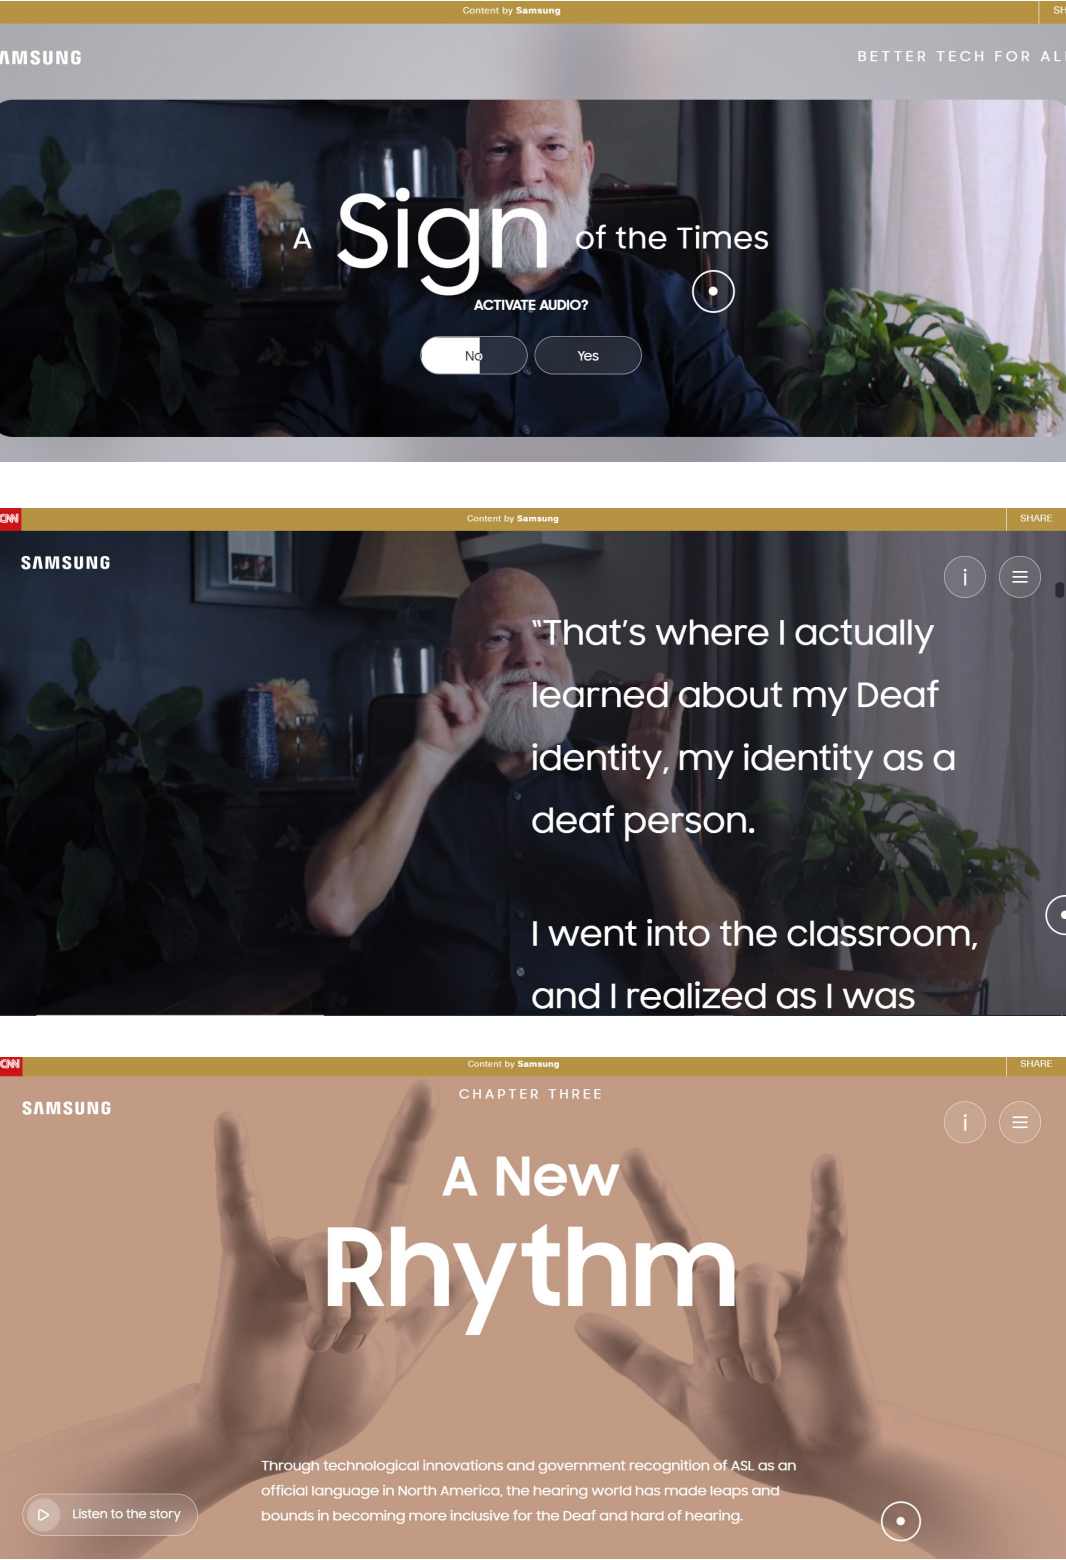 Content by Samsung
SAMSUNG
BETTER TECH FOR ALL
A Sign of the Times
ACTIVATE AUDIO?
No
Yes
CNN
Content by Samsung
SHARE
SAMSUNG
i
“That’s where I actually
learned about my Deaf
identity, my identity as a
deaf person.
I went into the classroom,
and I realized as I was
CNN
Content by Samsung
SHARE
CHAPTER THREE
SAMSUNG
i
A New
Rhythm
Through technological innovations and government recognition of ASL as an
official language in North America, the hearing world has made leaps and
bounds in becoming more inclusive for the Deaf and hard of hearing.
Listen to the story